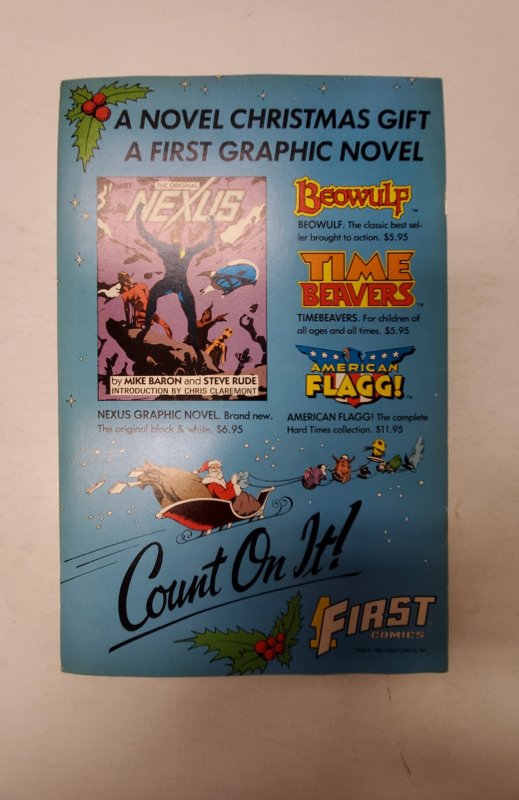 A NOVEL CHRISTMAS GIFT
A FIRST GRAPHIC NOVEL
THE ORIGINAL
NEXUS
by MIKE BARON and STEVE RUDE
INTRODUCTION BY CHRIS CLAREMONT
NEXUS GRAPHIC NOVEL. Brand new.
The original black & white. $6.95
Beowulf
BEOWULF. The classic best sel-
ler brought to action. $5.95
TIME
BEAVERS
TIMEBEAVERS. For children of
all ages and all times. $5.95
AMERICAN
FLAGG!
AMERICAN FLAGG! The complete
Hard Times collection. $11.95
Count On It!
1 FIRST
COMICS